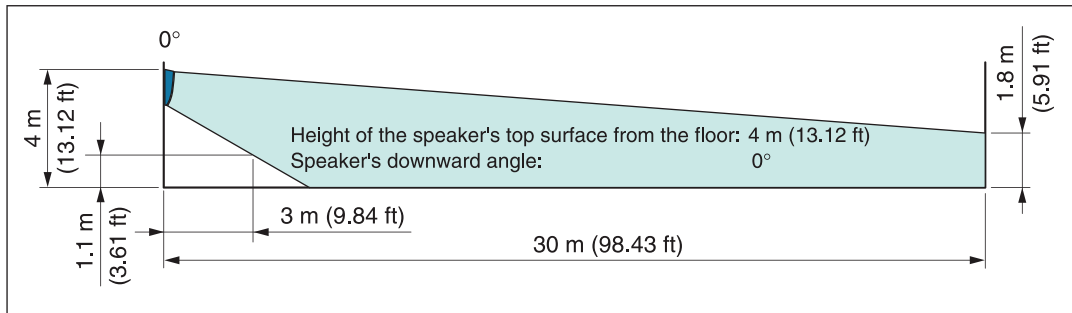 0°
4 m
(13.12 ft)
1.8 m
(5.91 ft)
Height of the speaker's top surface from the floor: 4 m (13.12 ft)
Speaker's downward angle: 0°
1.1 m
(3.61 ft)
3 m (9.84 ft)
30 m (98.43 ft)